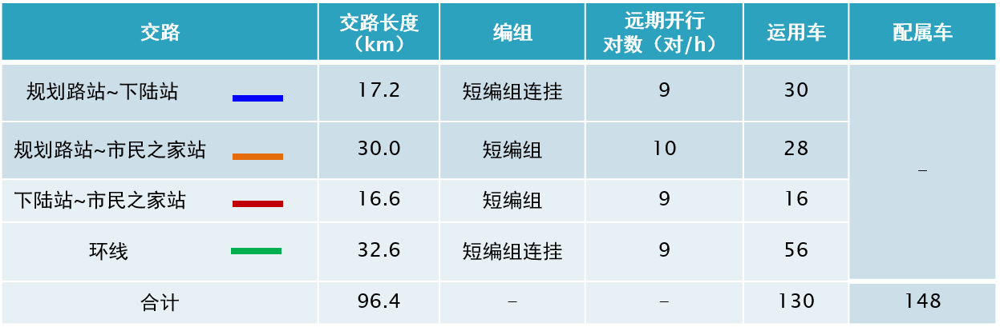 交路 交路长度（km） 编组 远期开行对数（对/h） 运用车 配属车
规划路站~下陆站 17.2 短编组连挂 9 30 –
规划路站~市民之家站 30.0 短编组 10 28
下陆站~市民之家站 16.6 短编组 9 16
环线 32.6 短编组连挂 9 56
合计 96.4 – – 130 148